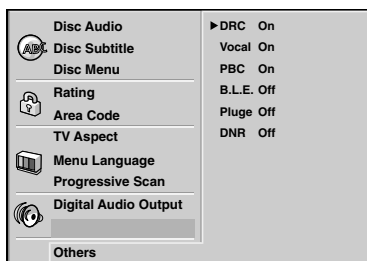 Disc Audio
Disc Subtitle
Disc Menu
Rating
Area Code
TV Aspect
Menu Language
Progressive Scan
Digital Audio Output
Others
ABC
DRC On
Vocal On
PBC On
B.L.E. Off
Pluge Off
DNR Off